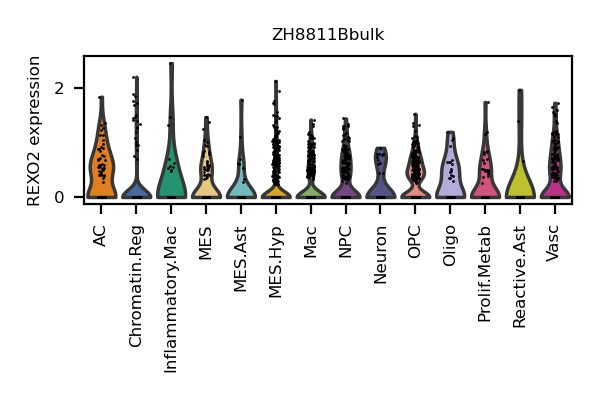 ZH8811Bbulk
REXO2 expression
2
0
AC
Chromatin.Reg
Inflammatory.Mac
MES
MES.Ast
MES.Hyp
Mac
NPC
Neuron
OPC
Oligo
Prolif.Metab
Reactive.Ast
Vasc